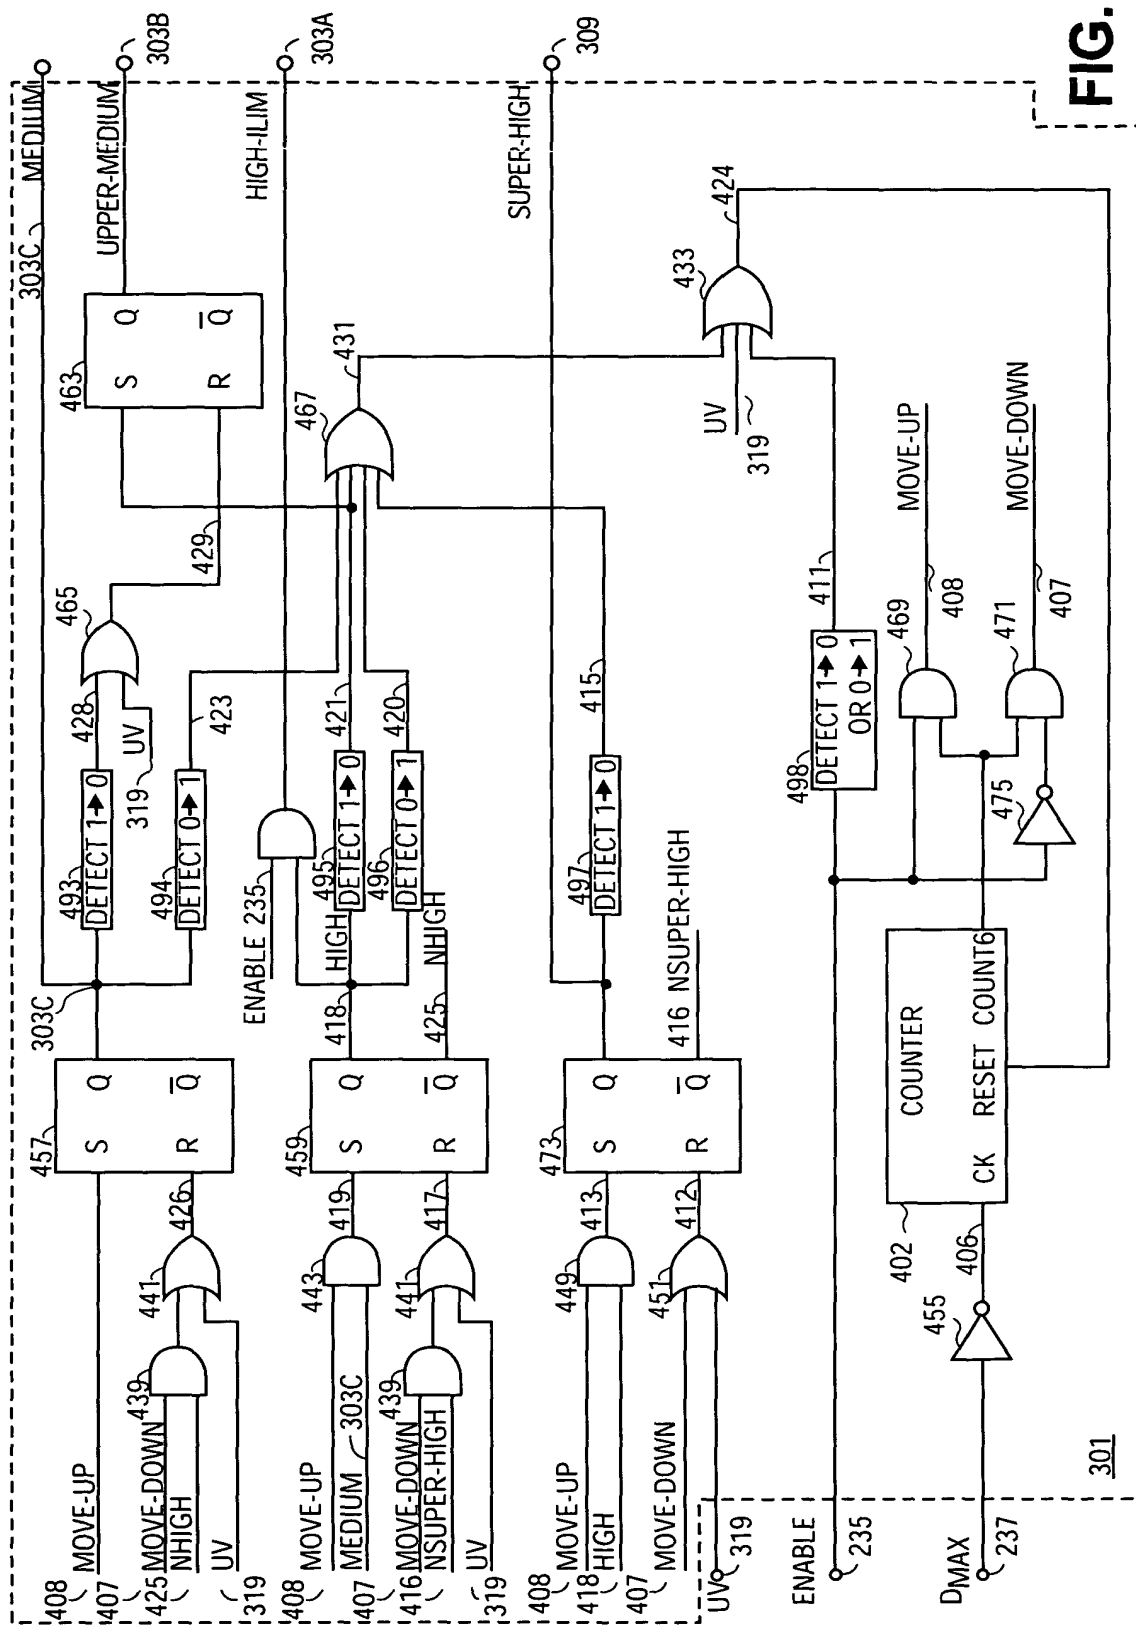 FIG.
303C
MEDIUM
303B
UPPER-MEDIUM
303A
HIGH-ILIM
309
SUPER-HIGH
463
S
Q
R
Q
429
465
428
UV
319
493
DETECT 1→0
494
DETECT 0→1
423
303C
457
S
Q
R
Q
426
441
439
408
MOVE-UP
407
MOVE-DOWN
425
NHIGH
UV
319
467
431
421
420
495
DETECT 1→0
496
DETECT 0→1
ENABLE 235
HIGH
418
NHIGH
425
459
S
Q
R
Q
419
417
443
441
439
408
MOVE-UP
MEDIUM
303C
407
MOVE-DOWN
416
NSUPER-HIGH
UV
319
415
497
DETECT 1→0
416 NSUPER-HIGH
473
S
Q
R
Q
413
412
449
451
408
MOVE-UP
418
HIGH
407
MOVE-DOWN
UV
319
424
433
UV
319
411
498
DETECT 1→0
OR 0→1
MOVE-UP
408
469
MOVE-DOWN
407
471
475
COUNTER
CK RESET COUNT6
402
406
455
ENABLE
235
DMAX
237
301